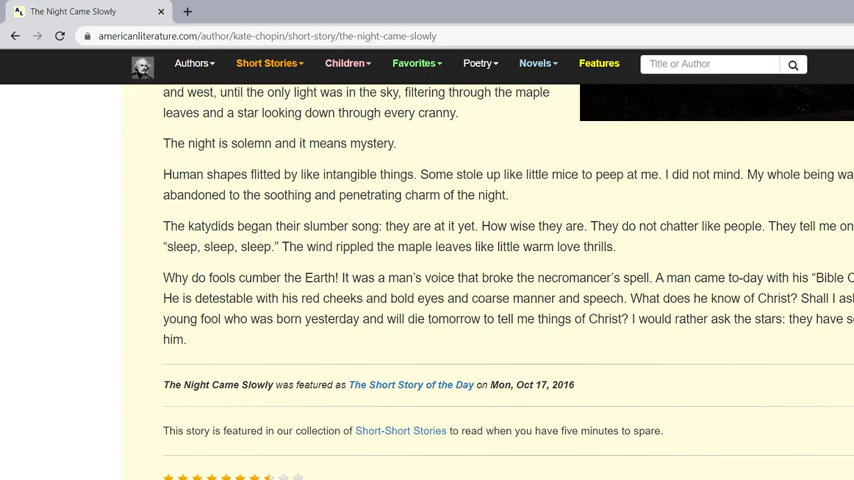 The Night Came Slowly
americanliterature.com/author/kate-chopin/short-story/the-night-came-slowly
Authors Short Stories Children Favorites Poetry Novels Features Title or Author
and west, until the only light was in the sky, filtering through the maple
leaves and a star looking down through every cranny.
The night is solemn and it means mystery.
Human shapes flitted by like intangible things. Some stole up like little mice to peep at me. I did not mind. My whole being wa
abandoned to the soothing and penetrating charm of the night.
The katydids began their slumber song: they are at it yet. How wise they are. They do not chatter like people. They tell me on
“sleep, sleep, sleep.” The wind rippled the maple leaves like little warm love thrills.
Why do fools cumber the Earth! It was a man’s voice that broke the necromancer’s spell. A man came to-day with his “Bible C
He is detestable with his red cheeks and bold eyes and coarse manner and speech. What does he know of Christ? Shall I as
young fool who was born yesterday and will die tomorrow to tell me things of Christ? I would rather ask the stars: they have s
him.
The Night Came Slowly was featured as The Short Story of the Day on Mon, Oct 17, 2016
This story is featured in our collection of Short-Short Stories to read when you have five minutes to spare.